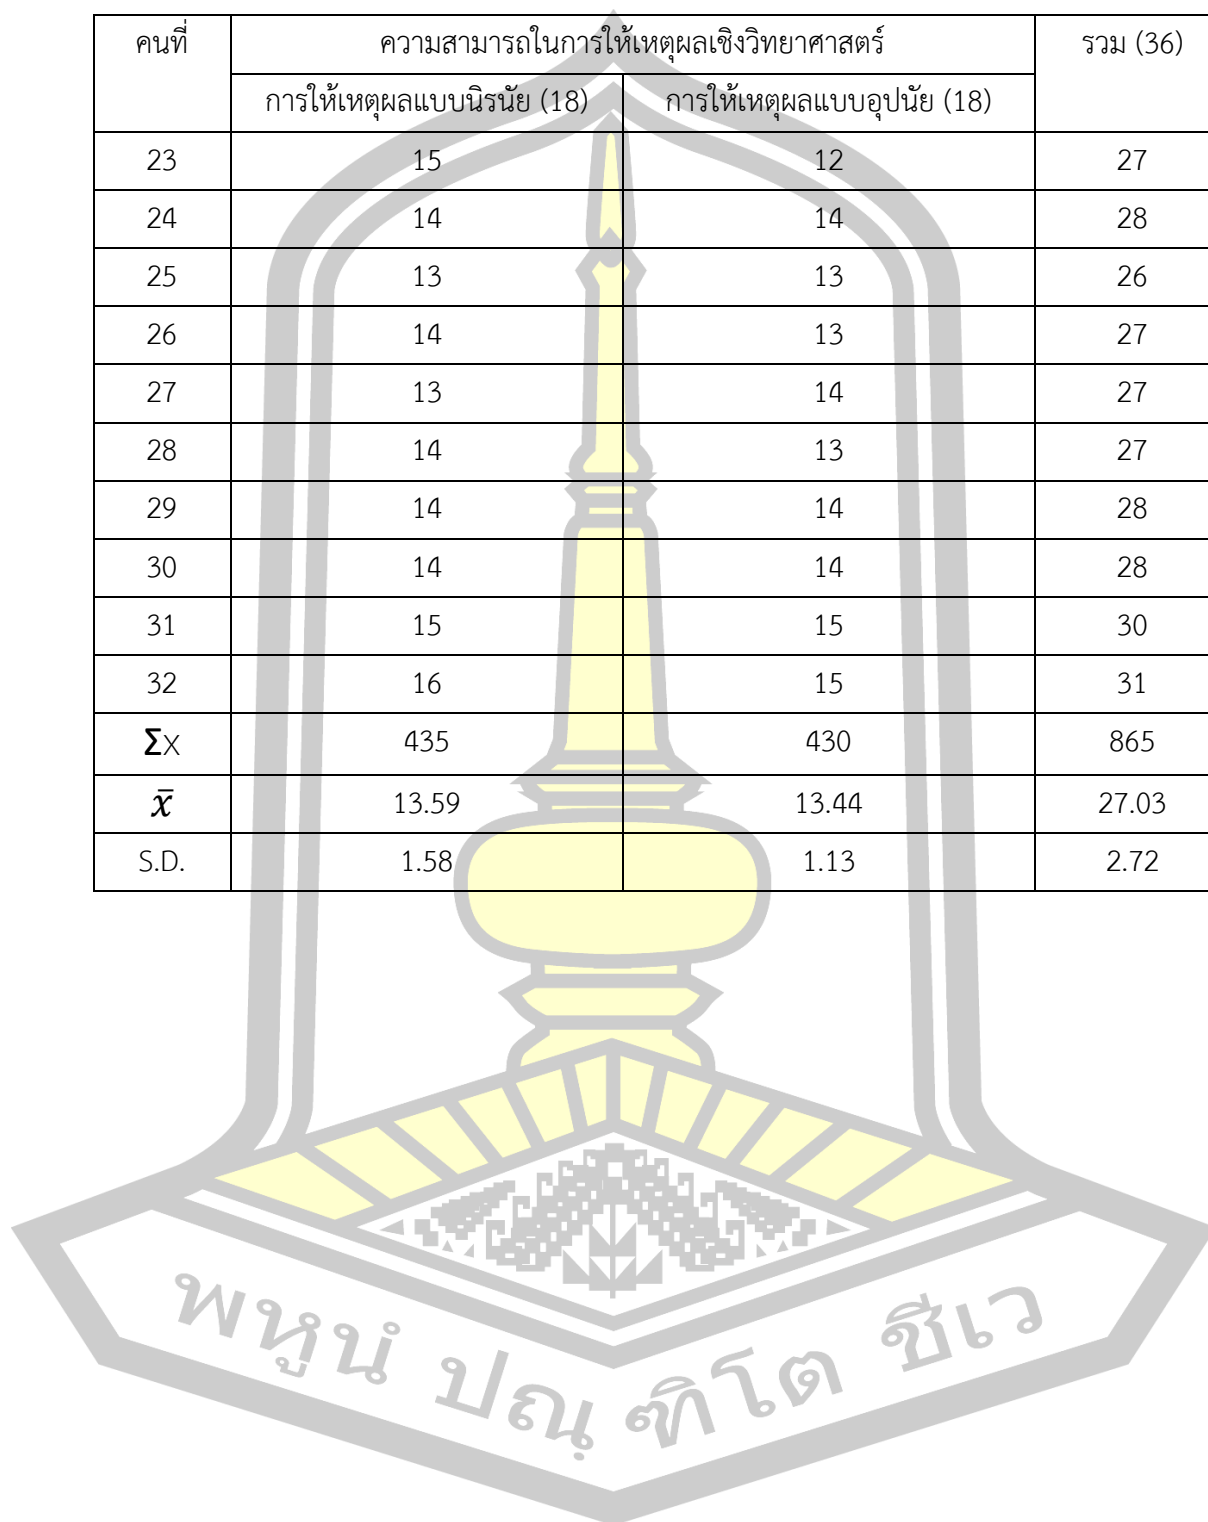 คนที่ ความสามารถในการให้เหตุผลเชิงวิทยาศาสตร์ รวม (36)
การให้เหตุผลแบบนิรนัย (18) การให้เหตุผลแบบอุปนัย (18)
23 15 12 27
24 14 14 28
25 13 13 26
26 14 13 27
27 13 14 27
28 14 13 27
29 14 14 28
30 14 14 28
31 15 15 30
32 16 15 31
Σx 435 430 865
x̄ 13.59 13.44 27.03
S.D. 1.58 1.13 2.72
พหูนํ ปณฺฑิโต ชีเว